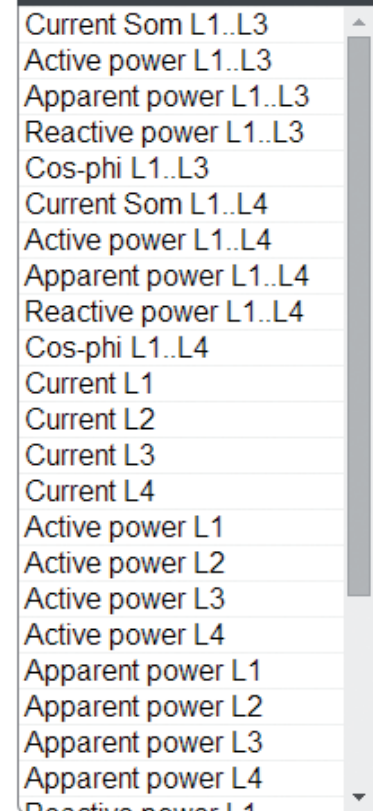 Current Som L1..L3
Active power L1..L3
Apparent power L1..L3
Reactive power L1..L3
Cos-phi L1..L3
Current Som L1..L4
Active power L1..L4
Apparent power L1..L4
Reactive power L1..L4
Cos-phi L1..L4
Current L1
Current L2
Current L3
Current L4
Active power L1
Active power L2
Active power L3
Active power L4
Apparent power L1
Apparent power L2
Apparent power L3
Apparent power L4
Reactive power L1